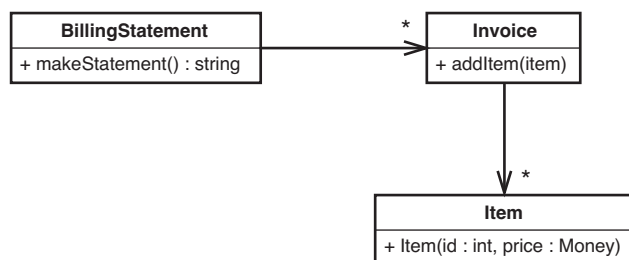 BillingStatement
+ makeStatement() : string
*
Invoice
+ addItem(item)
*
Item
+ Item(id : int, price : Money)